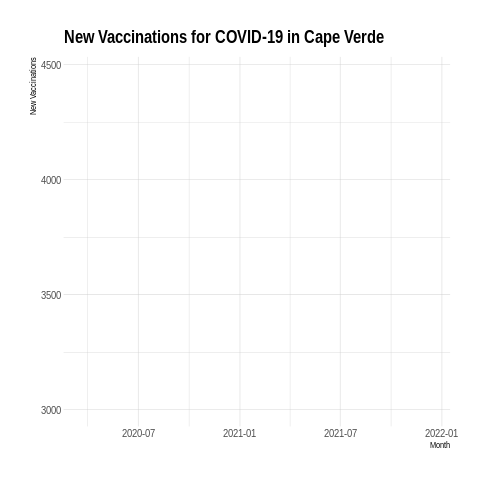 New Vaccinations for COVID-19 in Cape Verde
New Vaccinations
4500
4000
3500
3000
2020-07 2021-01 2021-07 2022-01
Month